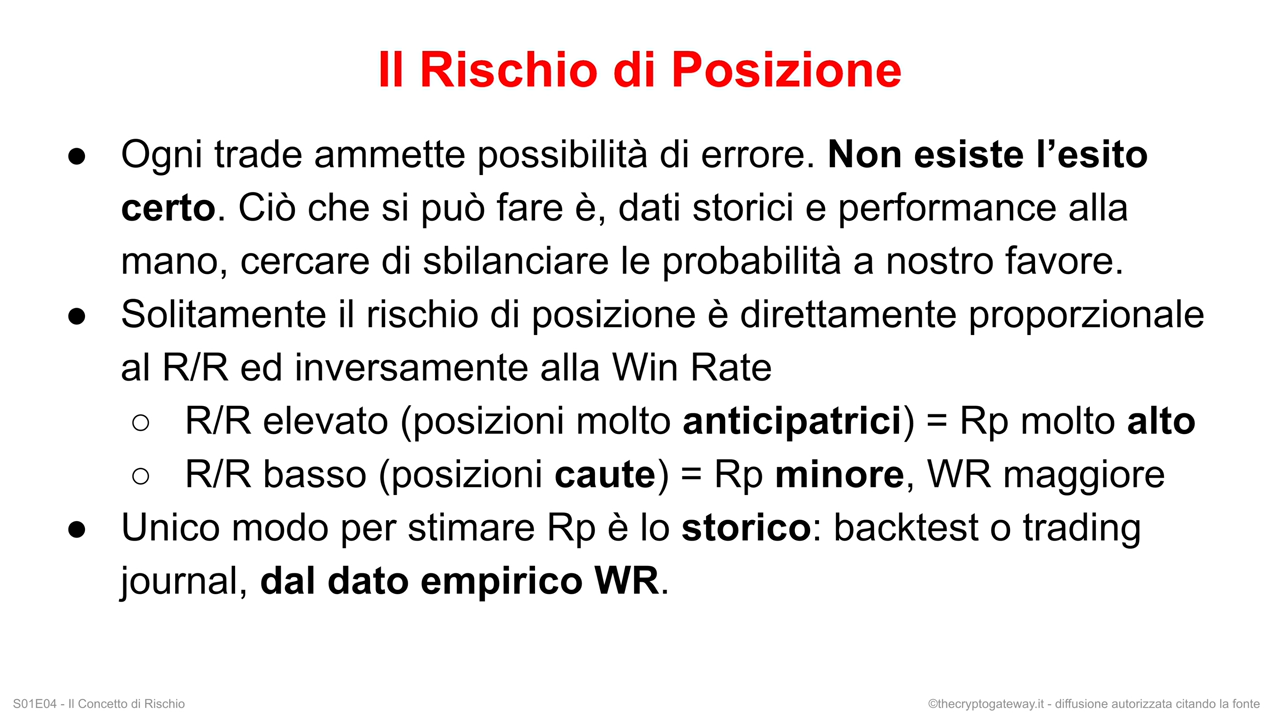 Il Rischio di Posizione
● Ogni trade ammette possibilità di errore. Non esiste l’esito
certo. Ciò che si può fare è, dati storici e performance alla
mano, cercare di sbilanciare le probabilità a nostro favore.
● Solitamente il rischio di posizione è direttamente proporzionale
al R/R ed inversamente alla Win Rate
○ R/R elevato (posizioni molto anticipatrici) = Rp molto alto
○ R/R basso (posizioni caute) = Rp minore, WR maggiore
● Unico modo per stimare Rp è lo storico: backtest o trading
journal, dal dato empirico WR.
S01E04 - Il Concetto di Rischio
©thecryptogateway.it - diffusione autorizzata citando la fonte